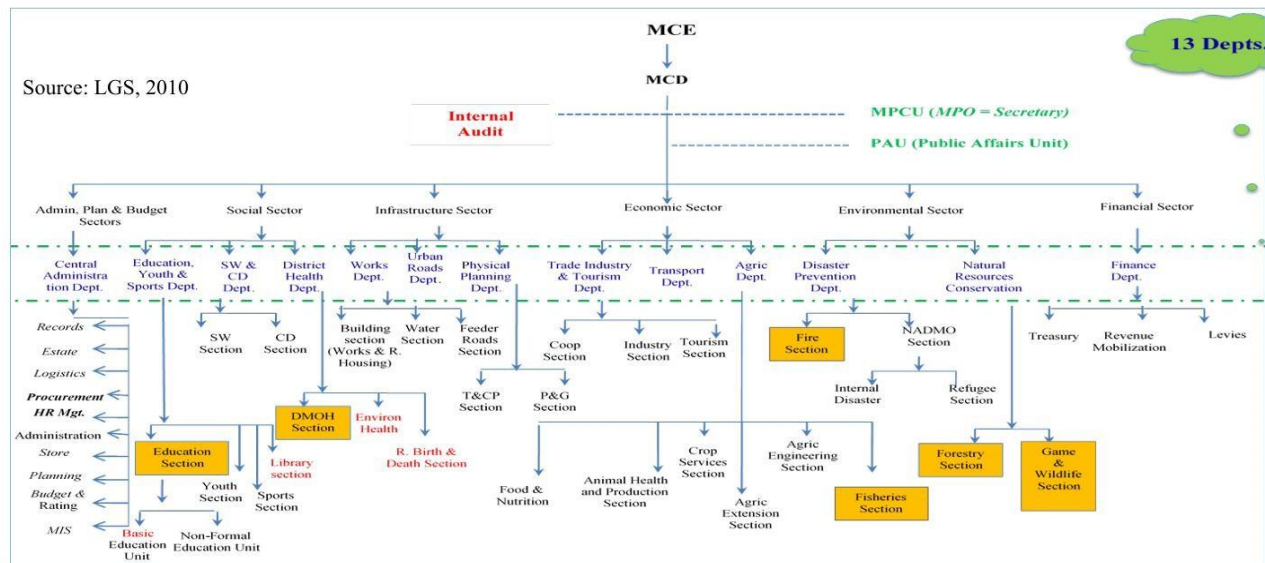 MCE
13 Depts.
MCD
Source: LGS, 2010
Internal
Audit
MPCU (MPO = Secretary)
PAU (Public Affairs Unit)
Admin, Plan & Budget
Sectors
Social Sector
Infrastructure Sector
Economic Sector
Environmental Sector
Financial Sector
Central
Administra
tion Dept.
Education,
Youth &
Sports Dept.
SW &
CD
Dept.
District
Health
Dept.
Works
Dept.
Urban
Roads
Dept.
Physical
Planning
Dept.
Trade Industry
& Tourism
Dept.
Transport
Dept.
Agric
Dept.
Disaster
Prevention
Dept.
Natural
Resources
Conservation
Finance
Dept.
Records
Estate
Logistics
Procurement
HR Mgt.
Administration
Store
Planning
Budget &
Rating
MIS
SW
Section
CD
Section
Building
section
(Works & R.
Housing)
Water
Section
Feeder
Roads
Section
Coop
Section
Industry
Section
Tourism
Section
Fire
Section
NADMO
Section
Treasury
Revenue
Mobilization
Levies
Internal
Disaster
Refugee
Section
T&CP
Section
P&G
Section
DMOH
Section
Environ
Health
R. Birth &
Death Section
Education
Section
Youth
Section
Sports
Section
Library
section
Basic
Education
Unit
Non-Formal
Education Unit
Food &
Nutrition
Animal Health
and Production
Section
Crop
Services
Section
Agric
Extension
Section
Agric
Engineering
Section
Fisheries
Section
Forestry
Section
Game
&
Wildlife
Section